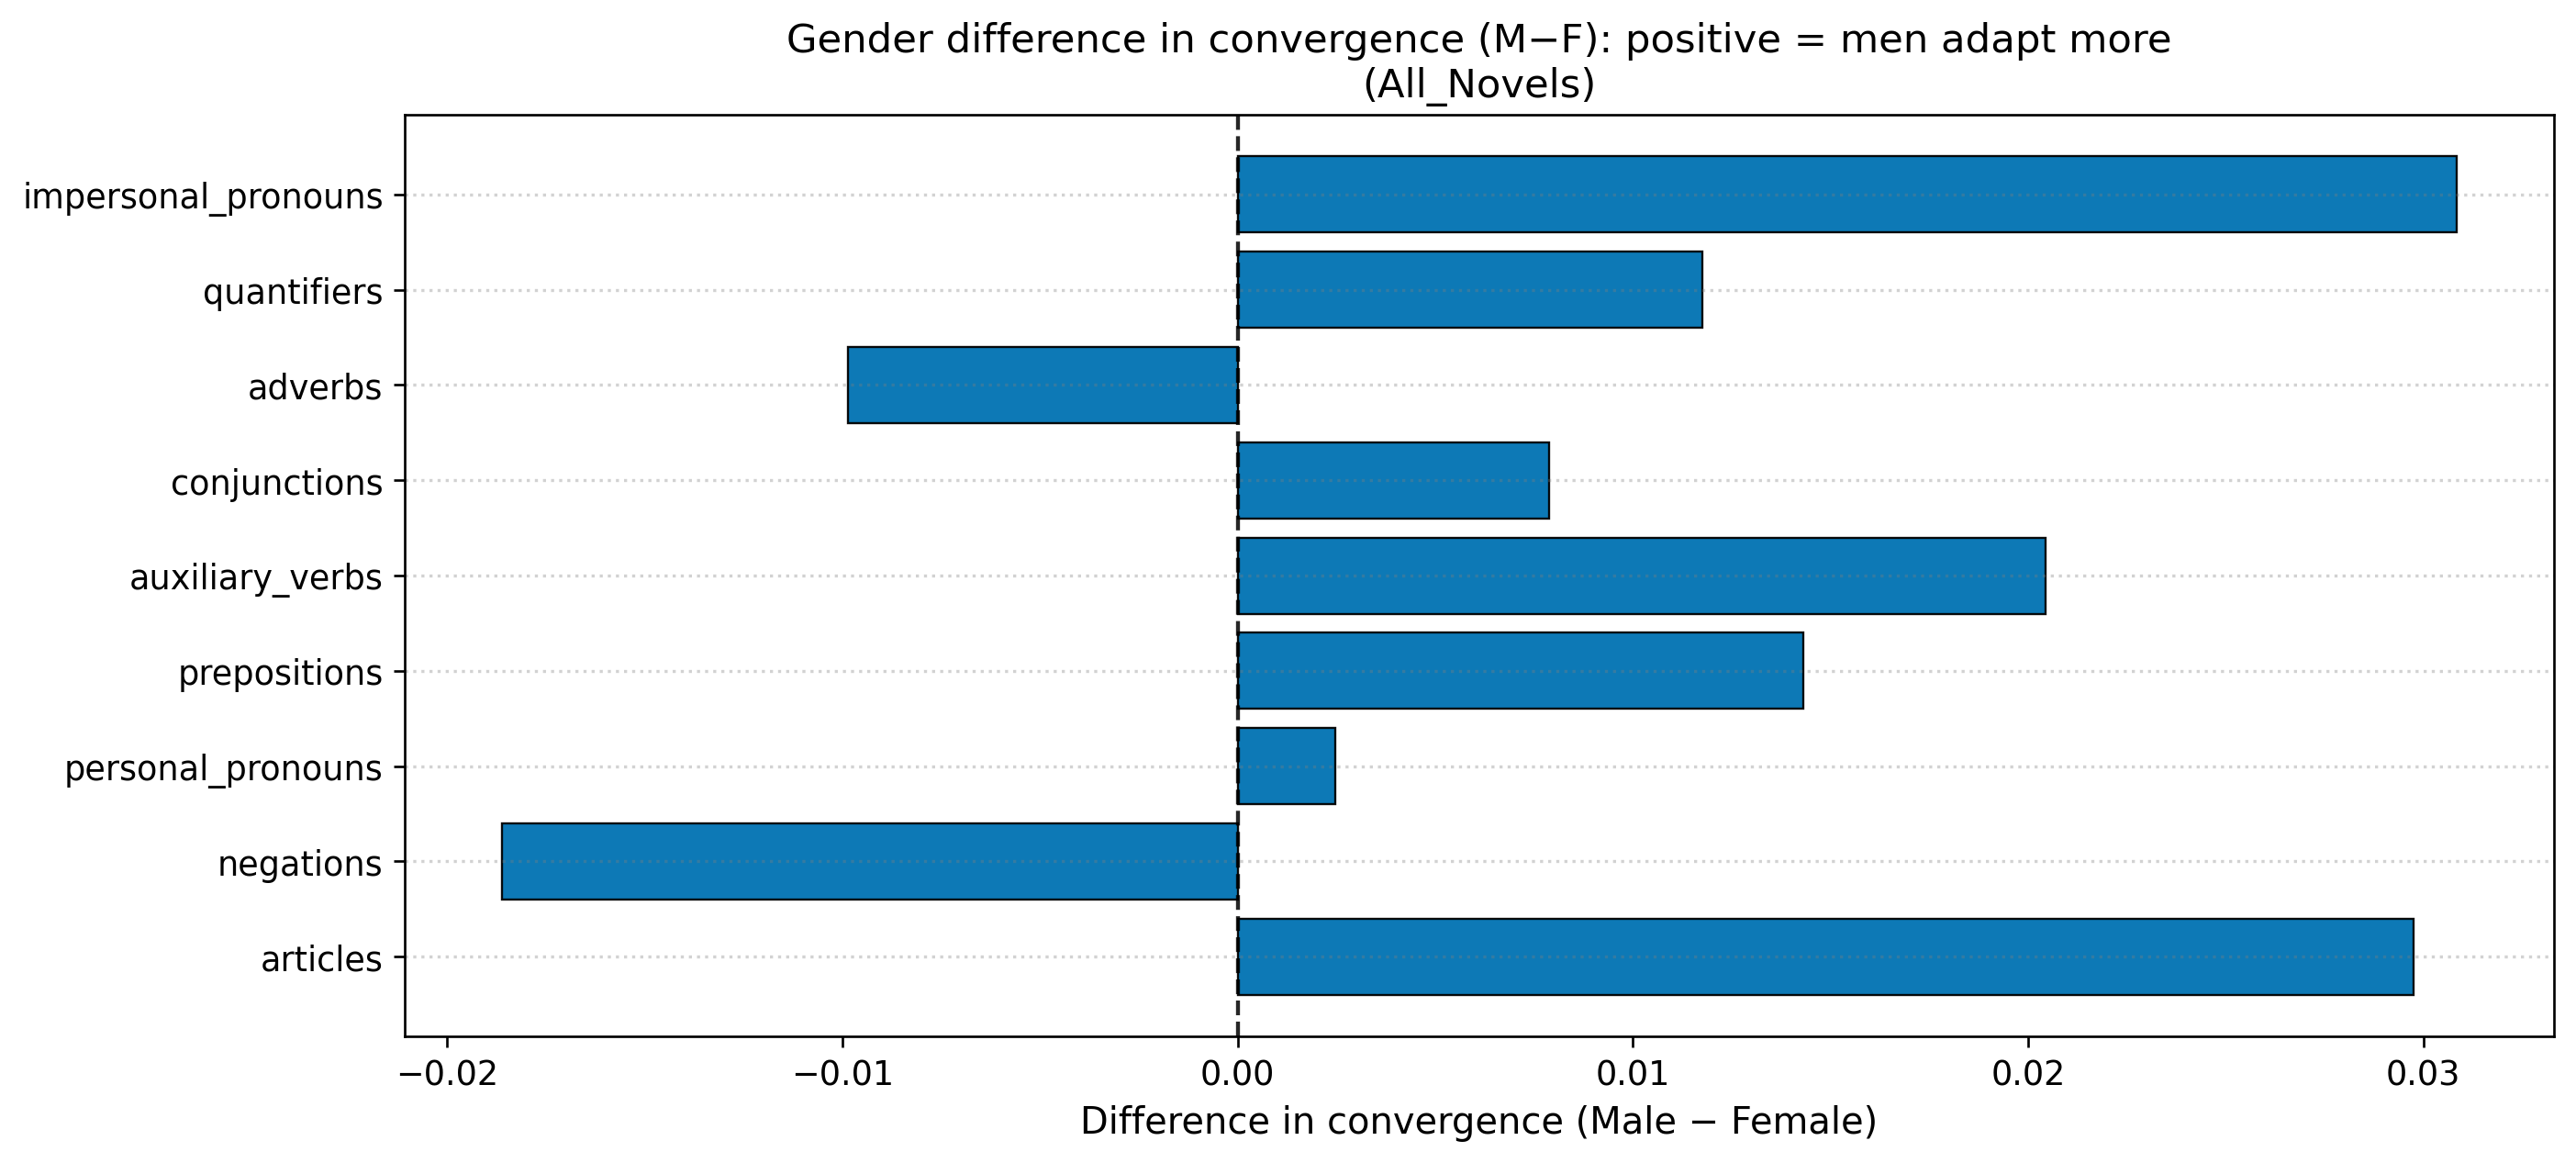 Gender difference in convergence (M−F): positive = men adapt more
(All_Novels)
impersonal_pronouns
quantifiers
adverbs
conjunctions
auxiliary_verbs
prepositions
personal_pronouns
negations
articles
−0.02 −0.01 0.00 0.01 0.02 0.03
Difference in convergence (Male − Female)